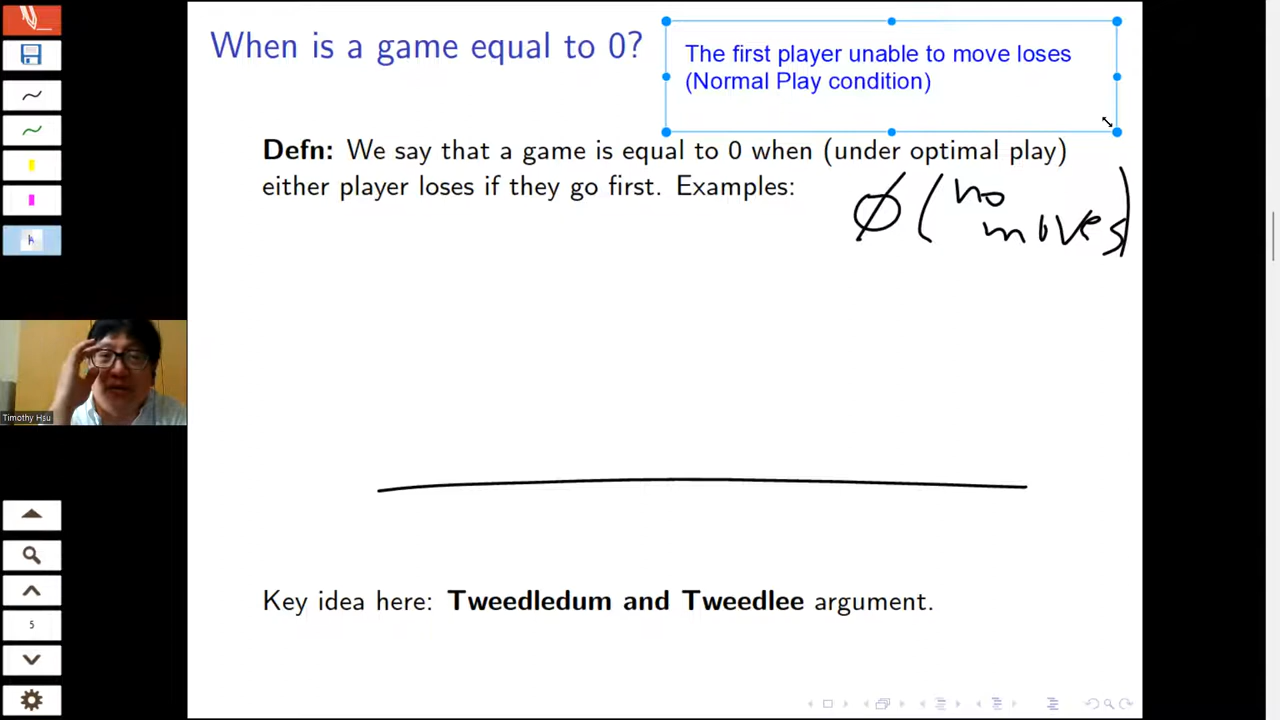 When is a game equal to 0?
The first player unable to move loses
(Normal Play condition)
Defn: We say that a game is equal to 0 when (under optimal play)
either player loses if they go first. Examples:
∅ (no
moves)
Timothy Hsu
Key idea here: Tweedledum and Tweedlee argument.
5